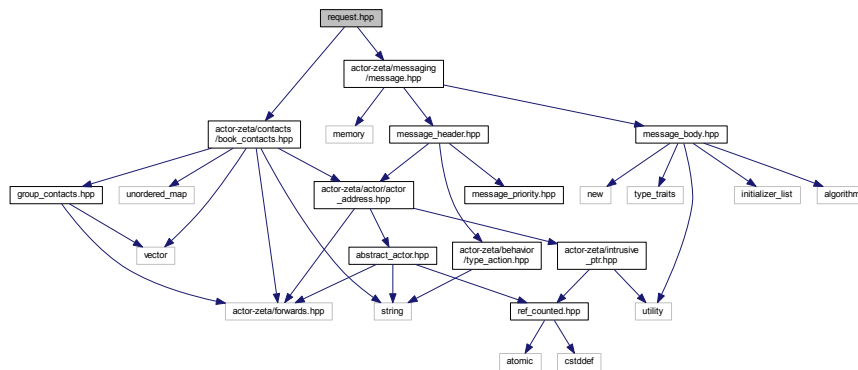 request.hpp
actor-zeta/messaging
/message.hpp
actor-zeta/contacts
/book_contacts.hpp
memory
message_header.hpp
message_body.hpp
group_contacts.hpp
unordered_map
actor-zeta/actor/actor
_address.hpp
message_priority.hpp
new
type_traits
initializer_list
algorithm
vector
abstract_actor.hpp
actor-zeta/behavior
/type_action.hpp
actor-zeta/intrusive
_ptr.hpp
actor-zeta/forwards.hpp
string
ref_counted.hpp
utility
atomic
cstddef